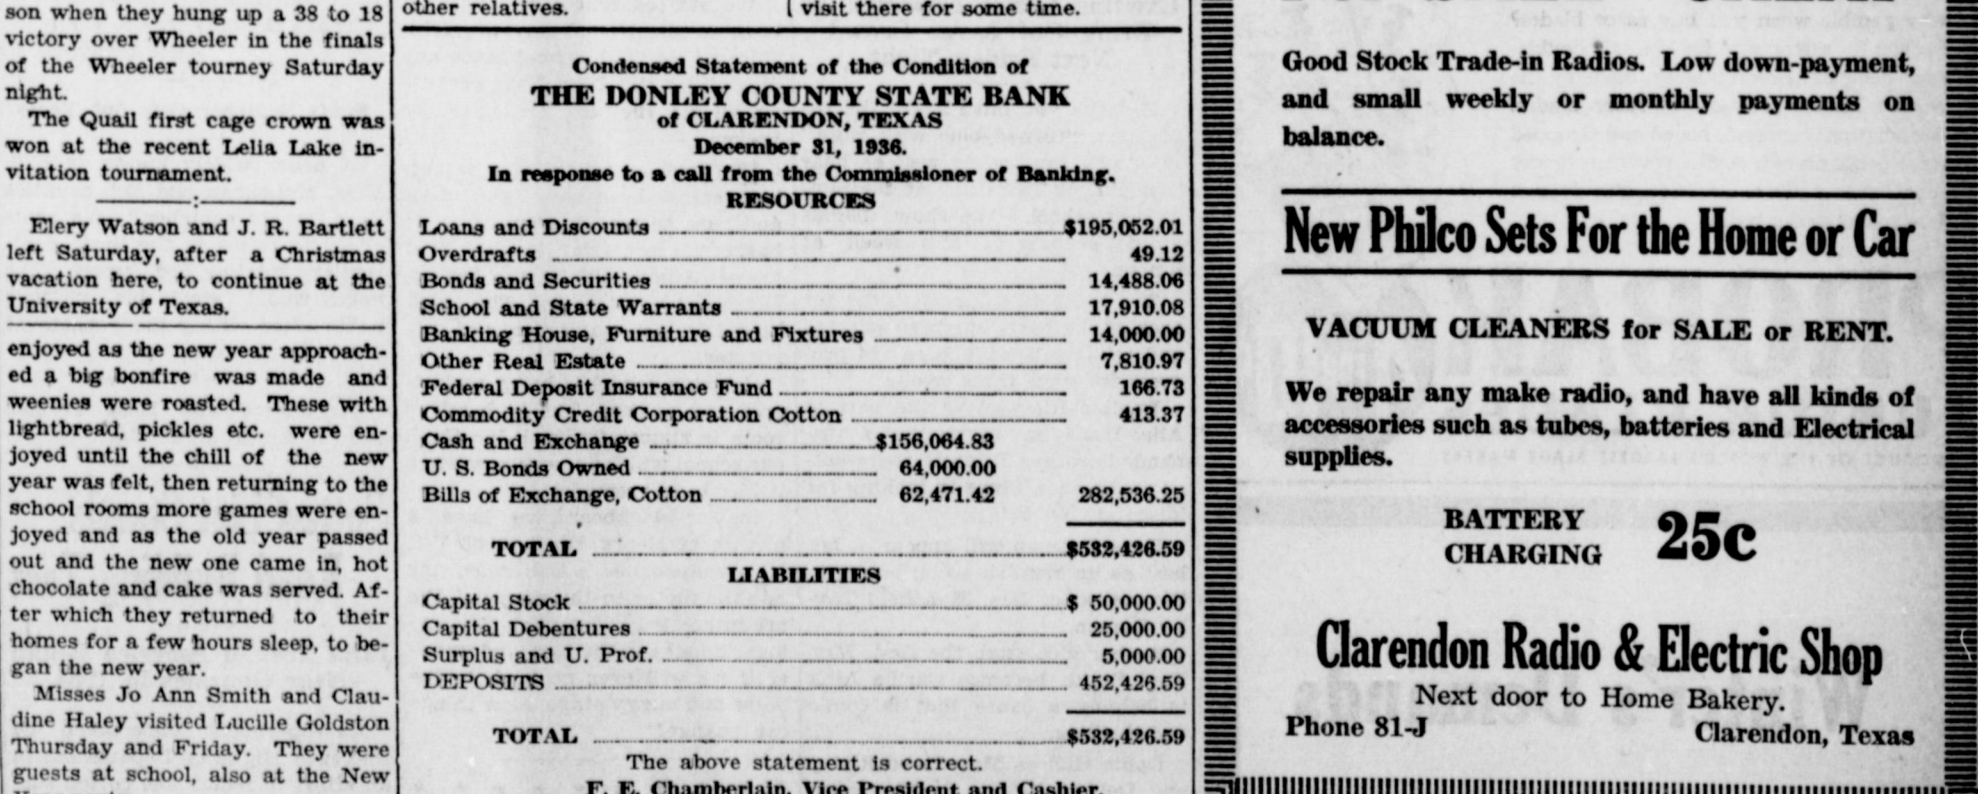 son when they hung up a 38 to 18
victory over Wheeler in the finals
of the Wheeler tourney Saturday
night.
The Quail first cage crown was
won at the recent Lelia Lake in-
vitation tournament.
Elery Watson and J. R. Bartlett
left Saturday, after a Christmas
vacation here, to continue at the
University of Texas.
enjoyed as the new year approach-
ed a big bonfire was made and
weenies were roasted. These with
lightbread, pickles etc. were en-
joyed until the chill of the new
year was felt, then returning to the
school rooms more games were en-
joyed and as the old year passed
out and the new one came in, hot
chocolate and cake was served. Af-
ter which they returned to their
homes for a few hours sleep, to be-
gan the new year.
Misses Jo Ann Smith and Clau-
dine Haley visited Lucille Goldston
Thursday and Friday. They were
guests at school, also at the New
other relatives.
visit there for some time.
Condensed Statement of the Condition of
THE DONLEY COUNTY STATE BANK
of CLARENDON, TEXAS
December 31, 1936.
In response to a call from the Commissioner of Banking.
RESOURCES
Loans and Discounts $195,052.01
Overdrafts 49.12
Bonds and Securities 14,488.06
School and State Warrants 17,910.08
Banking House, Furniture and Fixtures 14,000.00
Other Real Estate 7,810.97
Federal Deposit Insurance Fund 166.73
Commodity Credit Corporation Cotton 413.37
Cash and Exchange $156,064.83
U. S. Bonds Owned 64,000.00
Bills of Exchange, Cotton 62,471.42 282,536.25
TOTAL $532,426.59
LIABILITIES
Capital Stock $ 50,000.00
Capital Debentures 25,000.00
Surplus and U. Prof. 5,000.00
DEPOSITS 452,426.59
TOTAL $532,426.59
The above statement is correct.
F. E. Chamberlain, Vice President and Cashier.
Good Stock Trade-in Radios. Low down-payment,
and small weekly or monthly payments on
balance.
New Philco Sets For the Home or Car
VACUUM CLEANERS for SALE or RENT.
We repair any make radio, and have all kinds of
accessories such as tubes, batteries and Electrical
supplies.
BATTERY
CHARGING 25c
Clarendon Radio & Electric Shop
Next door to Home Bakery.
Phone 81-J Clarendon, Texas